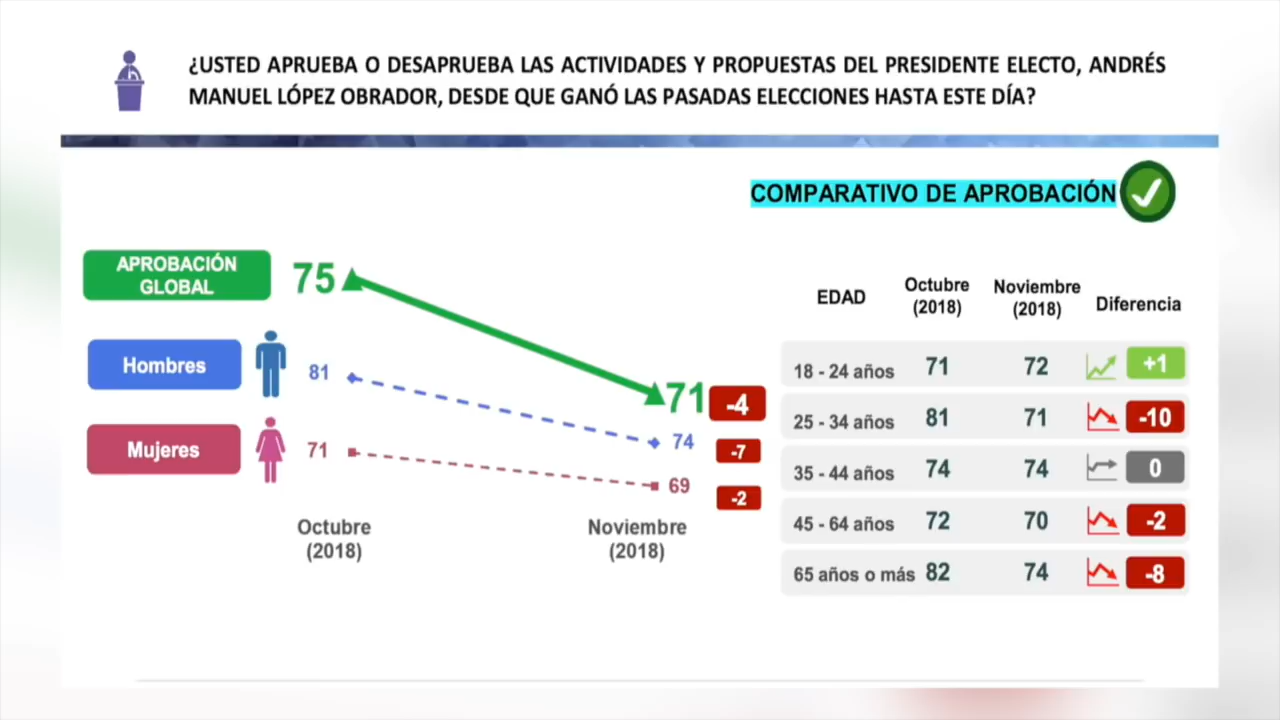 ¿USTED APRUEBA O DESAPRUEBA LAS ACTIVIDADES Y PROPUESTAS DEL PRESIDENTE ELECTO, ANDRÉS
MANUEL LÓPEZ OBRADOR, DESDE QUE GANÓ LAS PASADAS ELECCIONES HASTA ESTE DÍA?
COMPARATIVO DE APROBACIÓN
APROBACIÓN
GLOBAL
75
71
-4
Hombres
81
74
-7
Mujeres
71
69
-2
Octubre
(2018)
Noviembre
(2018)
EDAD
Octubre
(2018)
Noviembre
(2018)
Diferencia
18 - 24 años 71 72 +1
25 - 34 años 81 71 -10
35 - 44 años 74 74 0
45 - 64 años 72 70 -2
65 años o más 82 74 -8